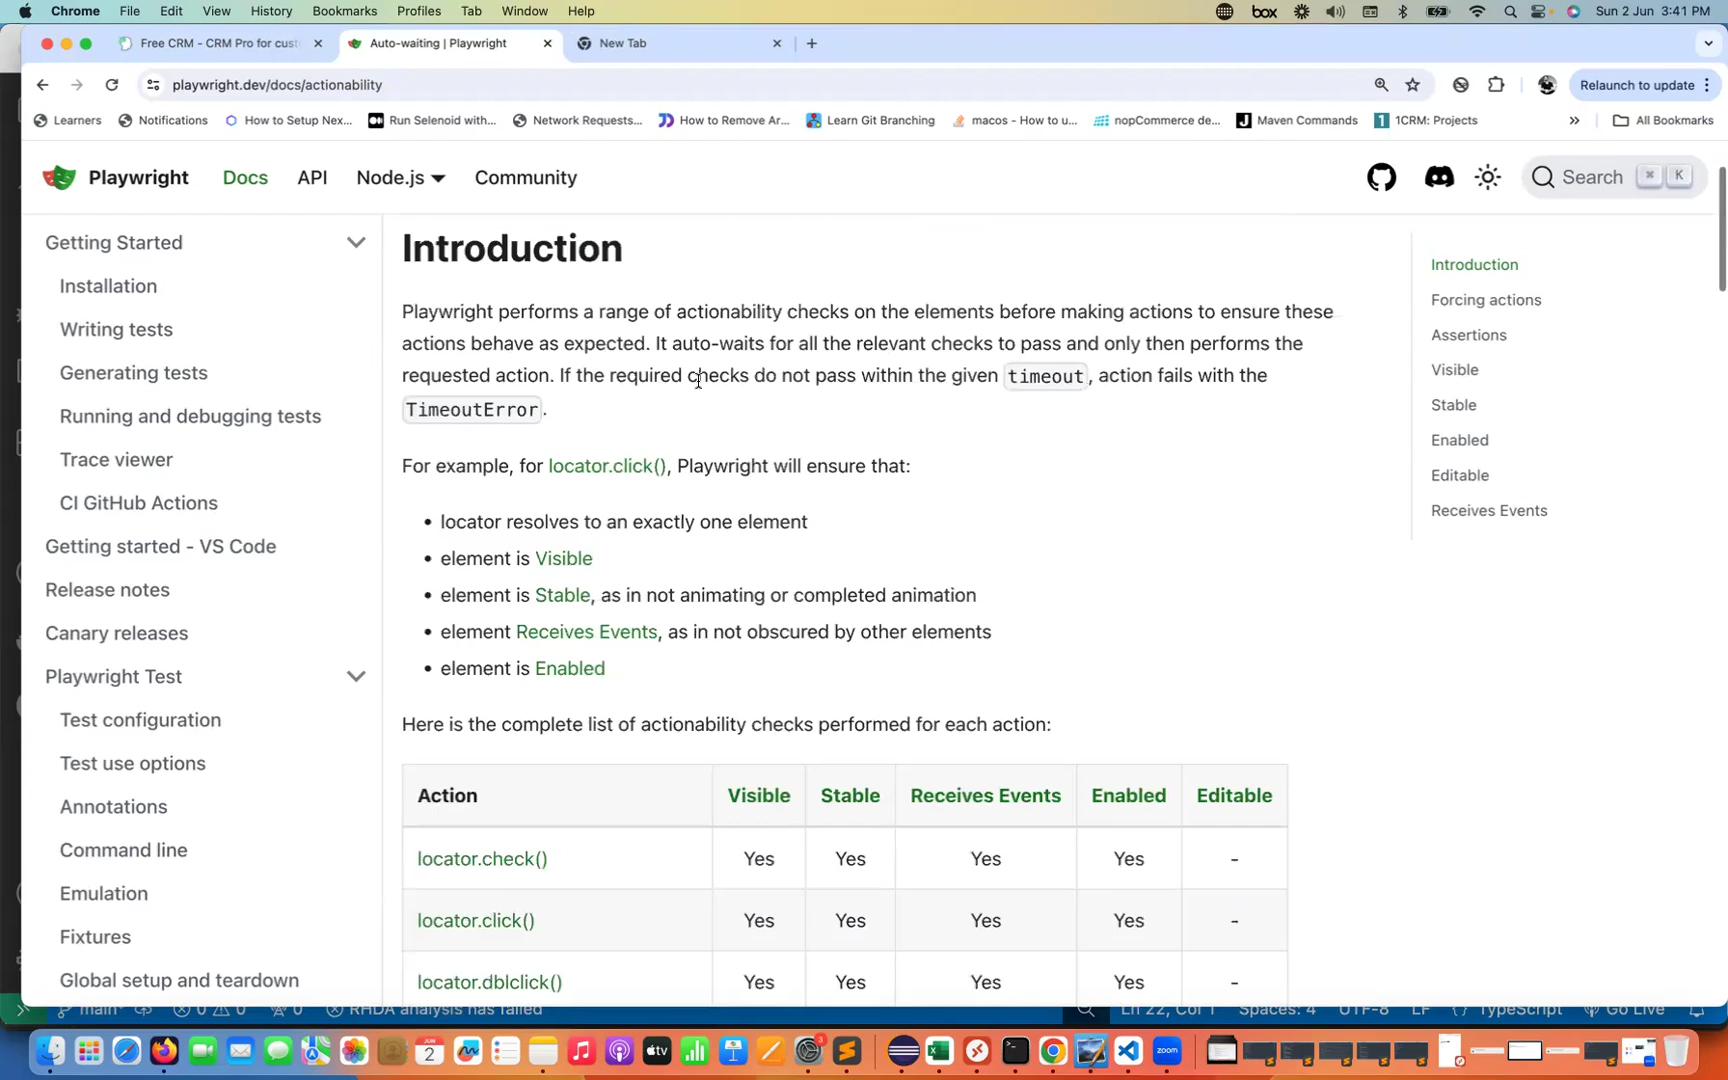 Chrome File Edit View History Bookmarks Profiles Tab Window Help box Sun 2 Jun 3:41 PM
Free CRM - CRM Pro for cust Auto-waiting | Playwright New Tab
playwright.dev/docs/actionability Relaunch to update
Learners Notifications How to Setup Nex... Run Selenoid with... Network Requests... How to Remove Ar... Learn Git Branching macos - How to u... nopCommerce de... Maven Commands 1CRM: Projects All Bookmarks
Playwright Docs API Node.js Community Search ⌘ K
Getting Started
Installation
Writing tests
Generating tests
Running and debugging tests
Trace viewer
CI GitHub Actions
Getting started - VS Code
Release notes
Canary releases
Playwright Test
Test configuration
Test use options
Annotations
Command line
Emulation
Fixtures
Global setup and teardown
Introduction
Playwright performs a range of actionability checks on the elements before making actions to ensure these
actions behave as expected. It auto-waits for all the relevant checks to pass and only then performs the
requested action. If the required checks do not pass within the given timeout, action fails with the
TimeoutError.
For example, for locator.click(), Playwright will ensure that:
• locator resolves to an exactly one element
• element is Visible
• element is Stable, as in not animating or completed animation
• element Receives Events, as in not obscured by other elements
• element is Enabled
Here is the complete list of actionability checks performed for each action:
Action Visible Stable Receives Events Enabled Editable
locator.check() Yes Yes Yes Yes -
locator.click() Yes Yes Yes Yes -
locator.dblclick() Yes Yes Yes Yes -
Introduction
Forcing actions
Assertions
Visible
Stable
Enabled
Editable
Receives Events
main* 0 0 0 RHDA analysis has failed Ln 22, Col 1 Spaces: 4 UTF-8 LF TypeScript Go Live
JUN 2 tv 3 zoom